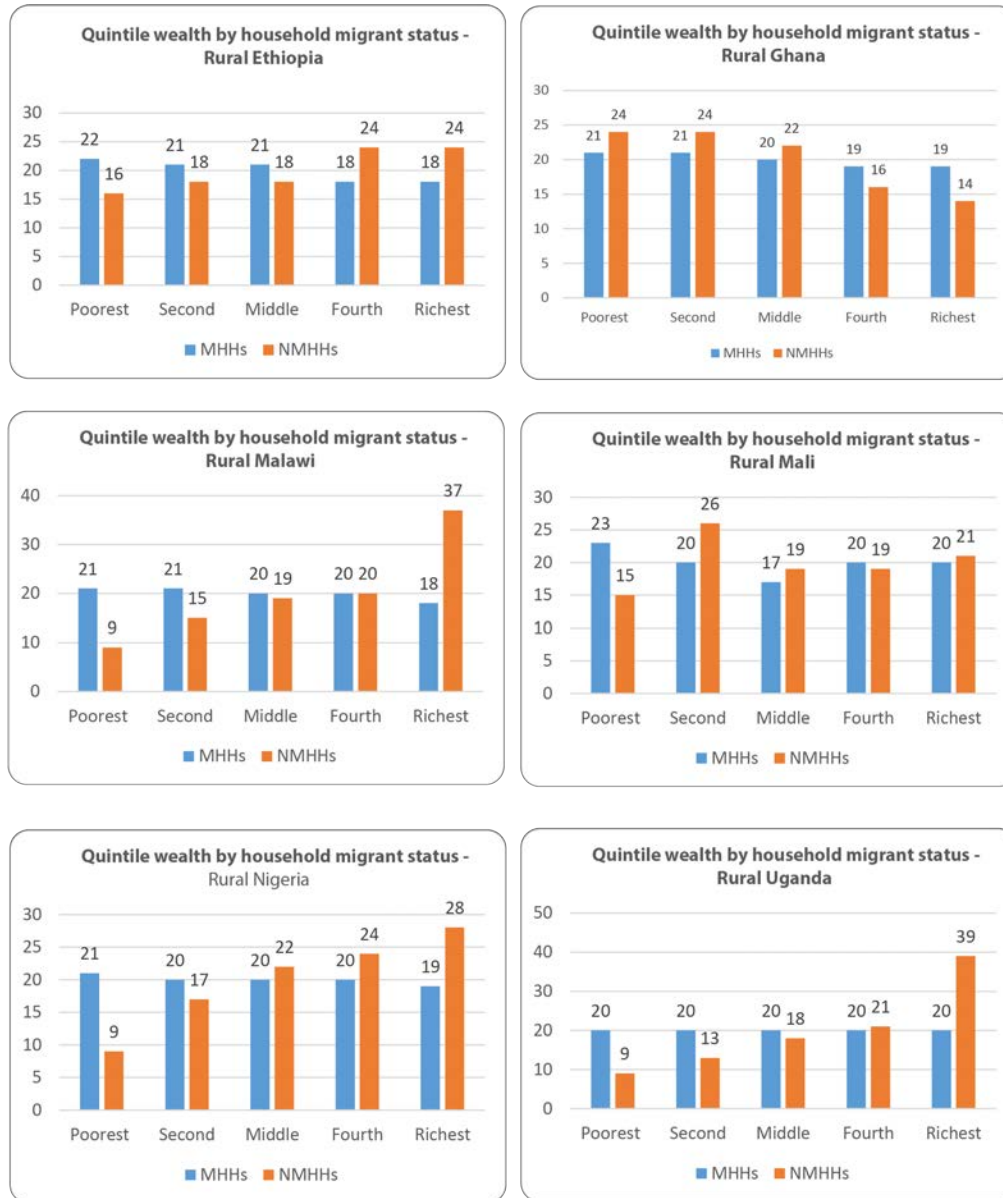 Quintile wealth by household migrant status -
Rural Ethiopia
30
25
20
15
10
5
0
22
16
21
18
21
18
18
24
18
24
Poorest
Second
Middle
Fourth
Richest
MHHs
NMHHs
Quintile wealth by household migrant status -
Rural Ghana
30
25
20
15
10
5
0
21
24
21
24
20
22
19
16
19
14
Poorest
Second
Middle
Fourth
Richest
MHHs
NMHHs
Quintile wealth by household migrant status -
Rural Malawi
40
30
20
10
0
21
9
21
15
20
19
20
20
18
37
Poorest
Second
Middle
Fourth
Richest
MHHs
NMHHs
Quintile wealth by household migrant status -
Rural Mali
30
25
20
15
10
5
0
23
15
20
26
17
19
20
19
20
21
Poorest
Second
Middle
Fourth
Richest
MHHs
NMHHs
Quintile wealth by household migrant status -
Rural Nigeria
30
25
20
15
10
5
0
21
9
20
17
20
22
20
24
19
28
Poorest
Second
Middle
Fourth
Richest
MHHs
NMHHs
Quintile wealth by household migrant status -
Rural Uganda
50
40
30
20
10
0
20
9
20
13
20
18
20
21
20
39
Poorest
Second
Middle
Fourth
Richest
MHHs
NMHHs